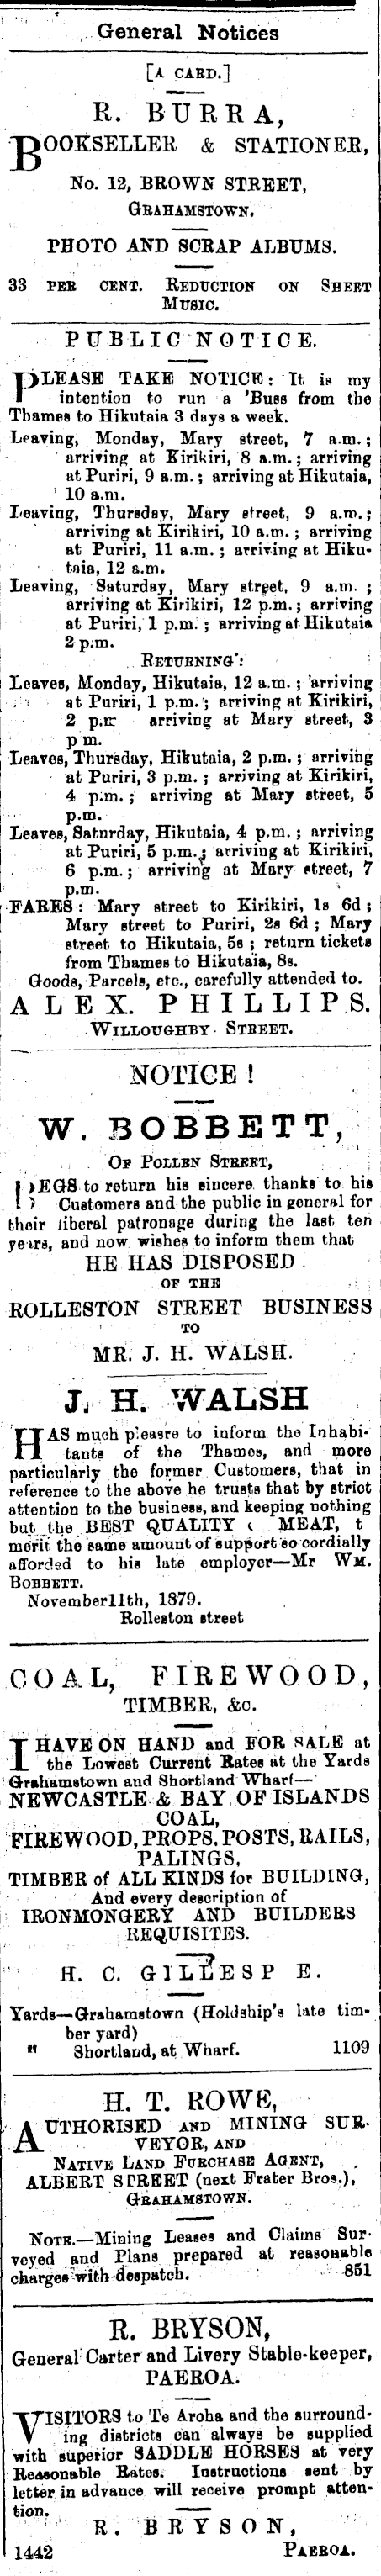 General Notices
[A CARD.]
R. BURRA,
BOOKSELLER & STATIONER,
No. 12, BROWN STREET,
GRAHAMSTOWN.
PHOTO AND SCRAP ALBUMS.
33 PER CENT. REDUCTION ON SHEET
MUSIC.
PUBLIC NOTICE.
PLEASE TAKE NOTICE: It is my
intention to run a 'Buss from the
Thames to Hikutaia 3 days a week.
Leaving, Monday, Mary street, 7 a.m.;
arriving at Kirikiri, 8 a.m.; arriving
at Puriri, 9 a.m.; arriving at Hikutaia,
10 a.m.
Leaving, Thursday, Mary street, 9 a.m.;
arriving at Kirikiri, 10 a.m.; arriving
at Puriri, 11 a.m.; arriving at Hiku-
taia, 12 a.m.
Leaving, Saturday, Mary street, 9 a.m.;
arriving at Kirikiri, 12 p.m.; arriving
at Puriri, 1 p.m.; arriving at Hikutaia
2 p.m.
RETURNING:
Leaves, Monday, Hikutaia, 12 a.m.; arriving
at Puriri, 1 p.m.; arriving at Kirikiri,
2 p.m arriving at Mary street, 3
p m.
Leaves, Thursday, Hikutaia, 2 p.m.; arriving
at Puriri, 3 p.m.; arriving at Kirikiri,
4 p.m.; arriving at Mary street, 5
p.m.
Leaves, Saturday, Hikutaia, 4 p.m.; arriving
at Puriri, 5 p.m.; arriving at Kirikiri,
6 p.m.; arriving at Mary street, 7
p.m.
FARES: Mary street to Kirikiri, 1s 6d;
Mary street to Puriri, 2s 6d; Mary
street to Hikutaia, 5s; return tickets
from Thames to Hikutaia, 8s.
Goods, Parcels, etc., carefully attended to.
ALEX. PHILLIPS.
WILLOUGHBY STREET.
NOTICE!
W. BOBBETT,
OF POLLEN STREET,
BEGS to return his sincere thanks to his
Customers and the public in general for
their liberal patronage during the last ten
years, and now wishes to inform them that
HE HAS DISPOSED
OF THE
ROLLESTON STREET BUSINESS
TO
MR. J. H. WALSH.
J. H. WALSH
HAS much pleasre to inform the Inhabi-
tants of the Thames, and more
particularly the former Customers, that in
reference to the above he trusts that by strict
attention to the business, and keeping nothing
but the BEST QUALITY MEAT, t
merit the same amount of support so cordially
afforded to his late employer—Mr WM.
BOBBETT.
November11th, 1879.
Rolleston street
COAL, FIREWOOD,
TIMBER, &c.
I HAVE ON HAND and FOR SALE at
the Lowest Current Rates at the Yards
Grahamstown and Shortland Wharf—
NEWCASTLE & BAY OF ISLANDS
COAL,
FIREWOOD, PROPS, POSTS, RAILS,
PALINGS,
TIMBER of ALL KINDS for BUILDING,
And every description of
IRONMONGERY AND BUILDERS
REQUISITES.
H. C. GILLESP E.
Yards—Grahamstown (Holdship's late tim-
ber yard)
" Shortland, at Wharf. 1109
H. T. ROWE,
AUTHORISED AND MINING SUR-
VEYOR, AND
NATIVE LAND PURCHASE AGENT,
ALBERT STREET (next Frater Bros.),
GRAHAMSTOWN.
NOTE.—Mining Leases and Claims Sur-
veyed and Plans prepared at reasonable
charges with despatch. 851
R. BRYSON,
General Carter and Livery Stable-keeper,
PAEROA.
VISITORS to Te Aroha and the surround-
ing districts can always be supplied
with superior SADDLE HORSES at very
Reasonable Rates. Instructions sent by
letter in advance will receive prompt atten-
tion.
R. BRYSON,
1442 PAEROA.